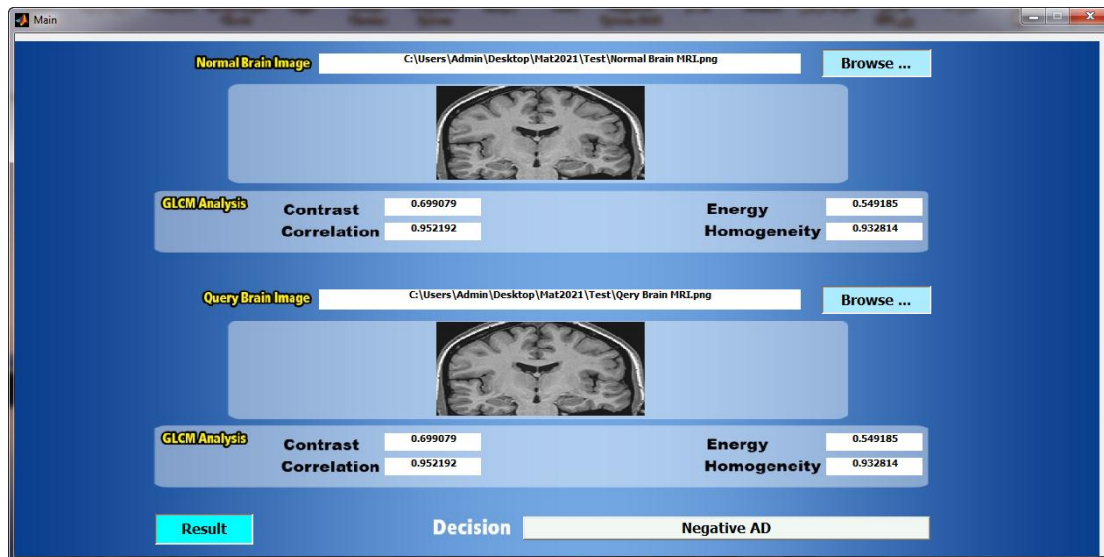 Main
Normal Brain Image C:\Users\Admin\Desktop\Mat2021\Test\Normal Brain MRI.png Browse ...
GLCM Analysis
Contrast 0.699079 Energy 0.549185
Correlation 0.952192 Homogeneity 0.932814
Query Brain Image C:\Users\Admin\Desktop\Mat2021\Test\Qery Brain MRI.png Browse ...
GLCM Analysis
Contrast 0.699079 Energy 0.549185
Correlation 0.952192 Homogeneity 0.932814
Result Decision Negative AD